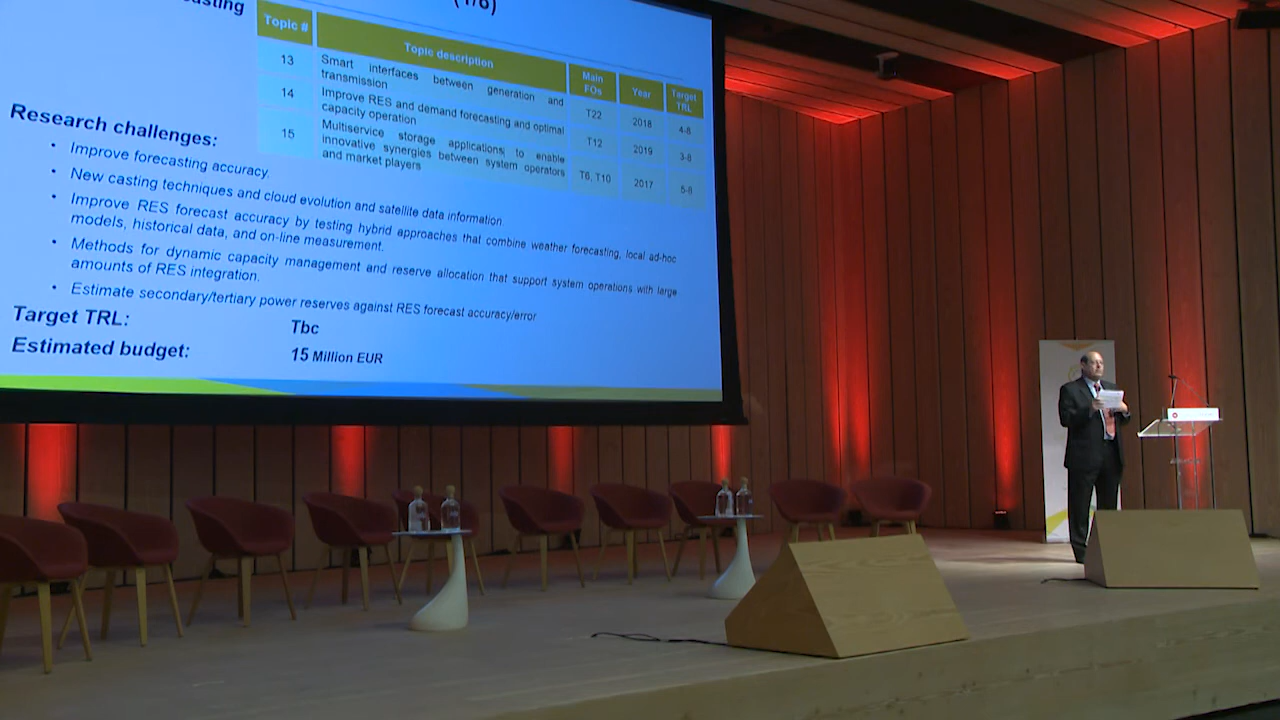 casting
(1/6)
Topic # Topic description Main FOs Year Target TRL
13 Smart interfaces between generation and transmission T22 2018 4-8
14 Improve RES and demand forecasting and optimal capacity operation T12 2019 3-8
15 Multiservice storage applications to enable innovative synergies between system operators and market players T6, T10 2017 5-8
Research challenges:
• Improve forecasting accuracy.
• New casting techniques and cloud evolution and satellite data information
• Improve RES forecast accuracy by testing hybrid approaches that combine weather forecasting, local ad-hoc
models, historical data, and on-line measurement.
• Methods for dynamic capacity management and reserve allocation that support system operations with large
amounts of RES integration.
• Estimate secondary/tertiary power reserves against RES forecast accuracy/error
Target TRL: Tbc
Estimated budget: 15 Million EUR